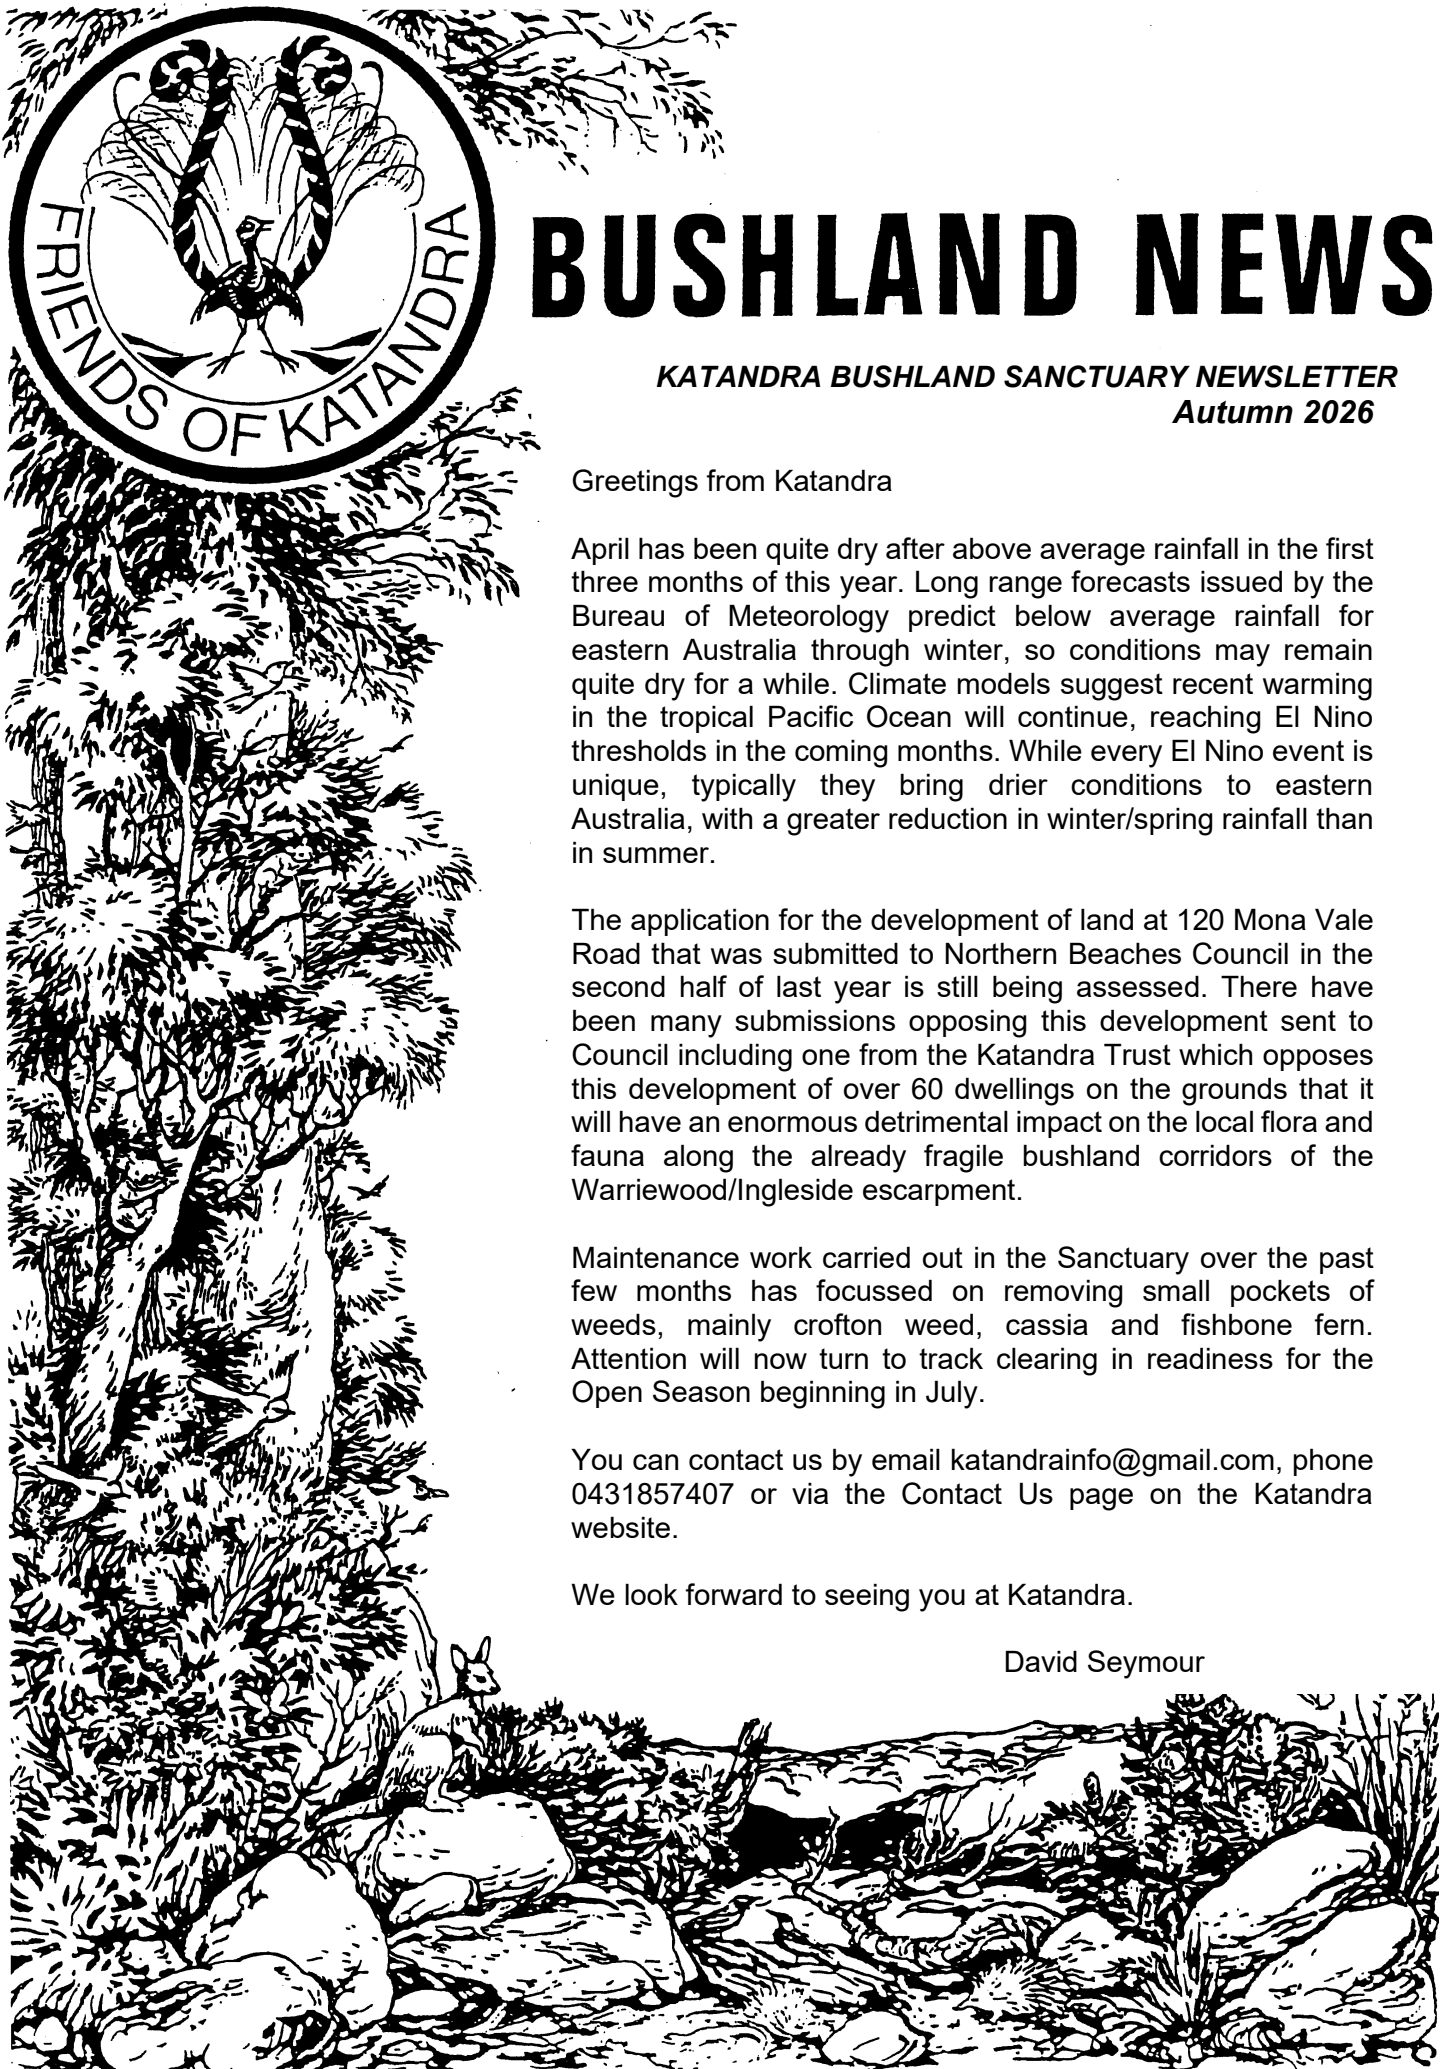 FRIENDS OF KATANDRA
BUSHLAND NEWS
KATANDRA BUSHLAND SANCTUARY NEWSLETTER
Autumn 2026
Greetings from Katandra
April has been quite dry after above average rainfall in the first
three months of this year. Long range forecasts issued by the
Bureau of Meteorology predict below average rainfall for
eastern Australia through winter, so conditions may remain
quite dry for a while. Climate models suggest recent warming
in the tropical Pacific Ocean will continue, reaching El Nino
thresholds in the coming months. While every El Nino event is
unique, typically they bring drier conditions to eastern
Australia, with a greater reduction in winter/spring rainfall than
in summer.
The application for the development of land at 120 Mona Vale
Road that was submitted to Northern Beaches Council in the
second half of last year is still being assessed. There have
been many submissions opposing this development sent to
Council including one from the Katandra Trust which opposes
this development of over 60 dwellings on the grounds that it
will have an enormous detrimental impact on the local flora and
fauna along the already fragile bushland corridors of the
Warriewood/Ingleside escarpment.
Maintenance work carried out in the Sanctuary over the past
few months has focussed on removing small pockets of
weeds, mainly crofton weed, cassia and fishbone fern.
Attention will now turn to track clearing in readiness for the
Open Season beginning in July.
You can contact us by email katandrainfo@gmail.com, phone
0431857407 or via the Contact Us page on the Katandra
website.
We look forward to seeing you at Katandra.
David Seymour